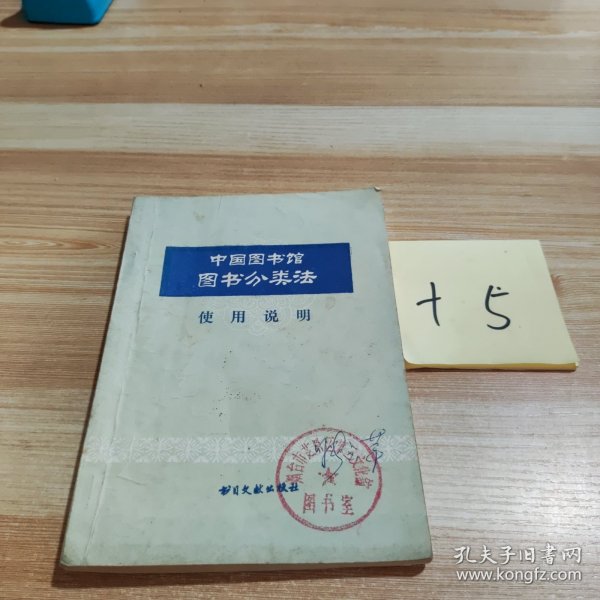 中国图书馆
图书分类法
使用说明
书目文献出版社
图书室
十5
孔夫子旧书网
www.kongfz.com